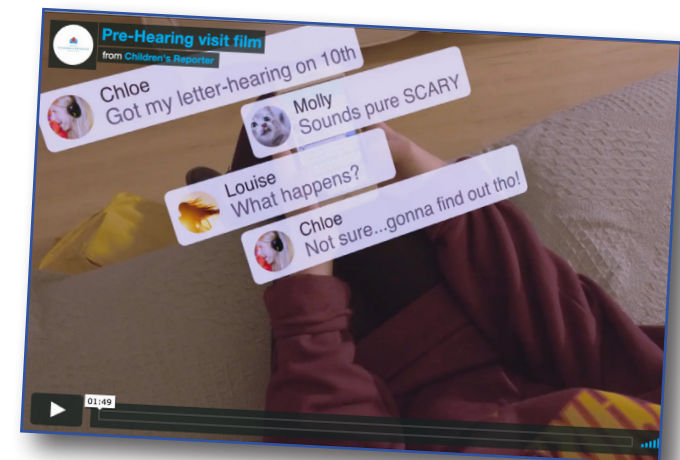 Pre-Hearing visit film
from Children's Reporter
Chloe
Got my letter-hearing on 10th
Molly
Sounds pure SCARY
Louise
What happens?
Chloe
Not sure...gonna find out tho!
01:49